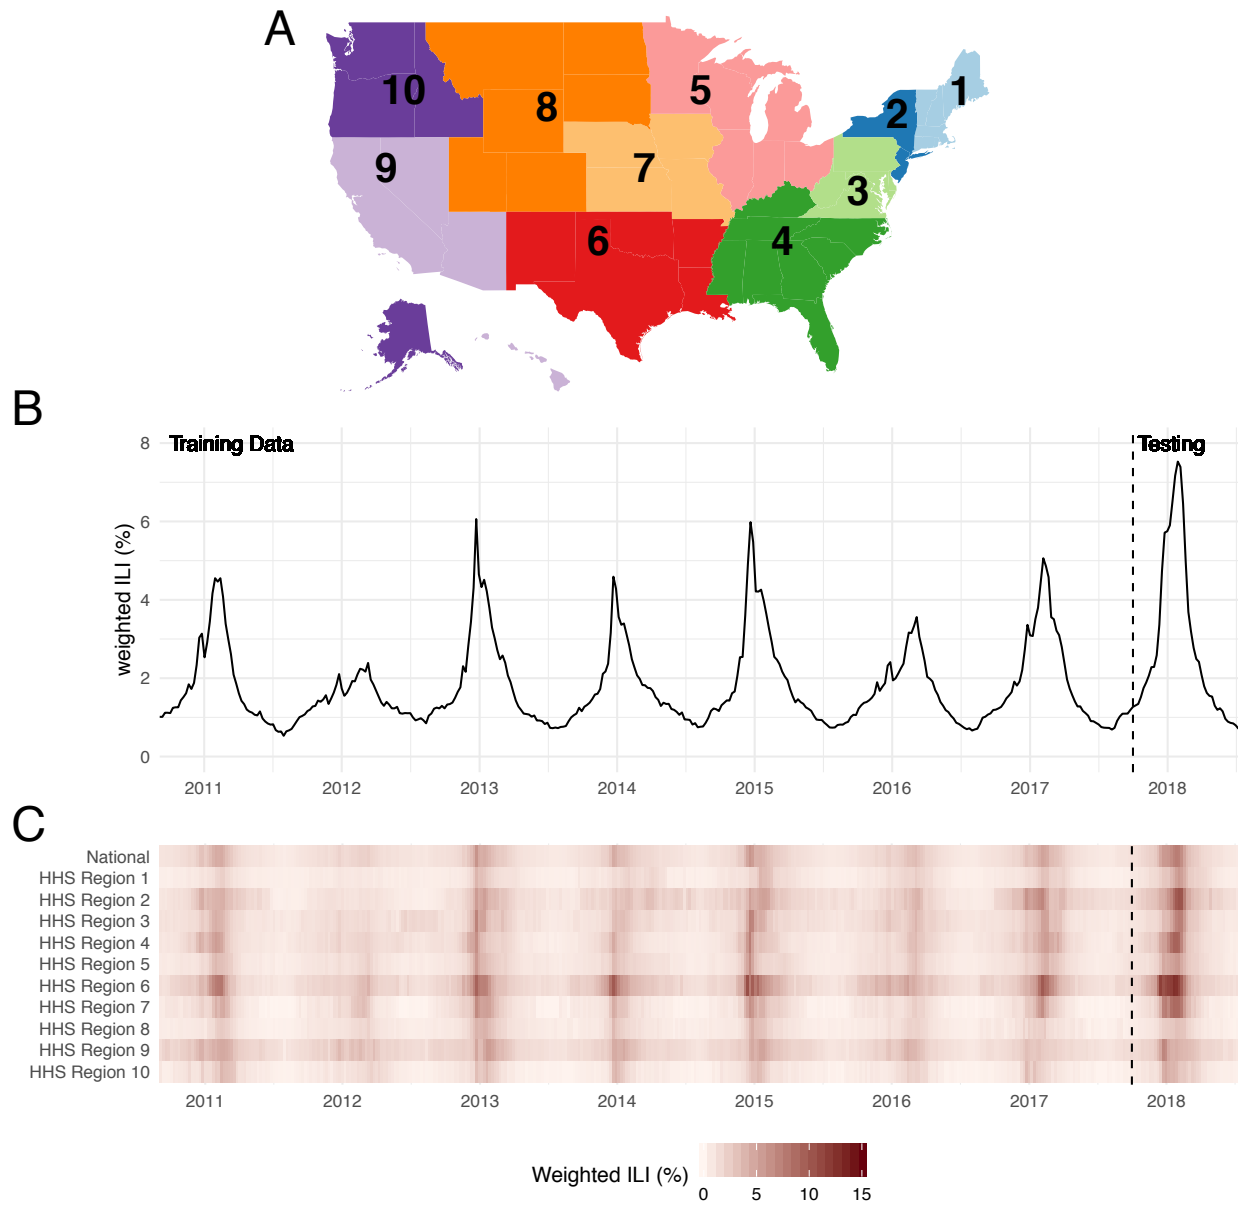 A
10
8
5
1
2
9
7
3
6
4
B
8
Training Data
Testing
6
4
2
0
weighted ILI (%)
2011 2012 2013 2014 2015 2016 2017 2018
C
National
HHS Region 1
HHS Region 2
HHS Region 3
HHS Region 4
HHS Region 5
HHS Region 6
HHS Region 7
HHS Region 8
HHS Region 9
HHS Region 10
2011 2012 2013 2014 2015 2016 2017 2018
Weighted ILI (%)
0 5 10 15